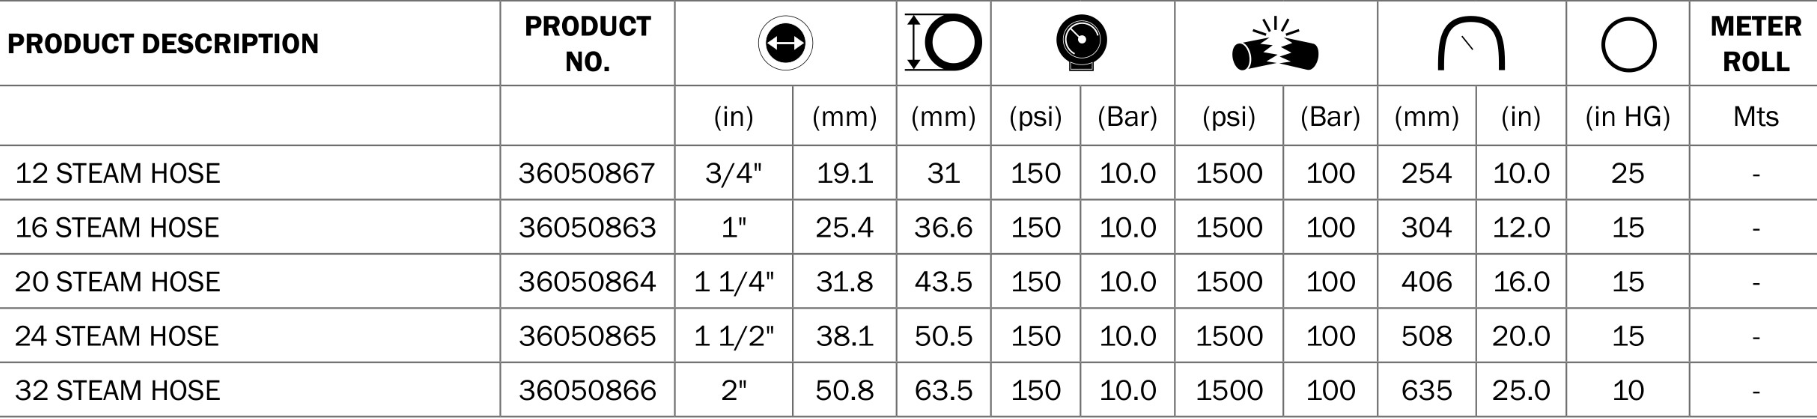 PRODUCT DESCRIPTION PRODUCT NO. METER ROLL
(in) (mm) (mm) (psi) (Bar) (psi) (Bar) (mm) (in) (in HG) Mts
12 STEAM HOSE 36050867 3/4" 19.1 31 150 10.0 1500 100 254 10.0 25 -
16 STEAM HOSE 36050863 1" 25.4 36.6 150 10.0 1500 100 304 12.0 15 -
20 STEAM HOSE 36050864 1 1/4" 31.8 43.5 150 10.0 1500 100 406 16.0 15 -
24 STEAM HOSE 36050865 1 1/2" 38.1 50.5 150 10.0 1500 100 508 20.0 15 -
32 STEAM HOSE 36050866 2" 50.8 63.5 150 10.0 1500 100 635 25.0 10 -